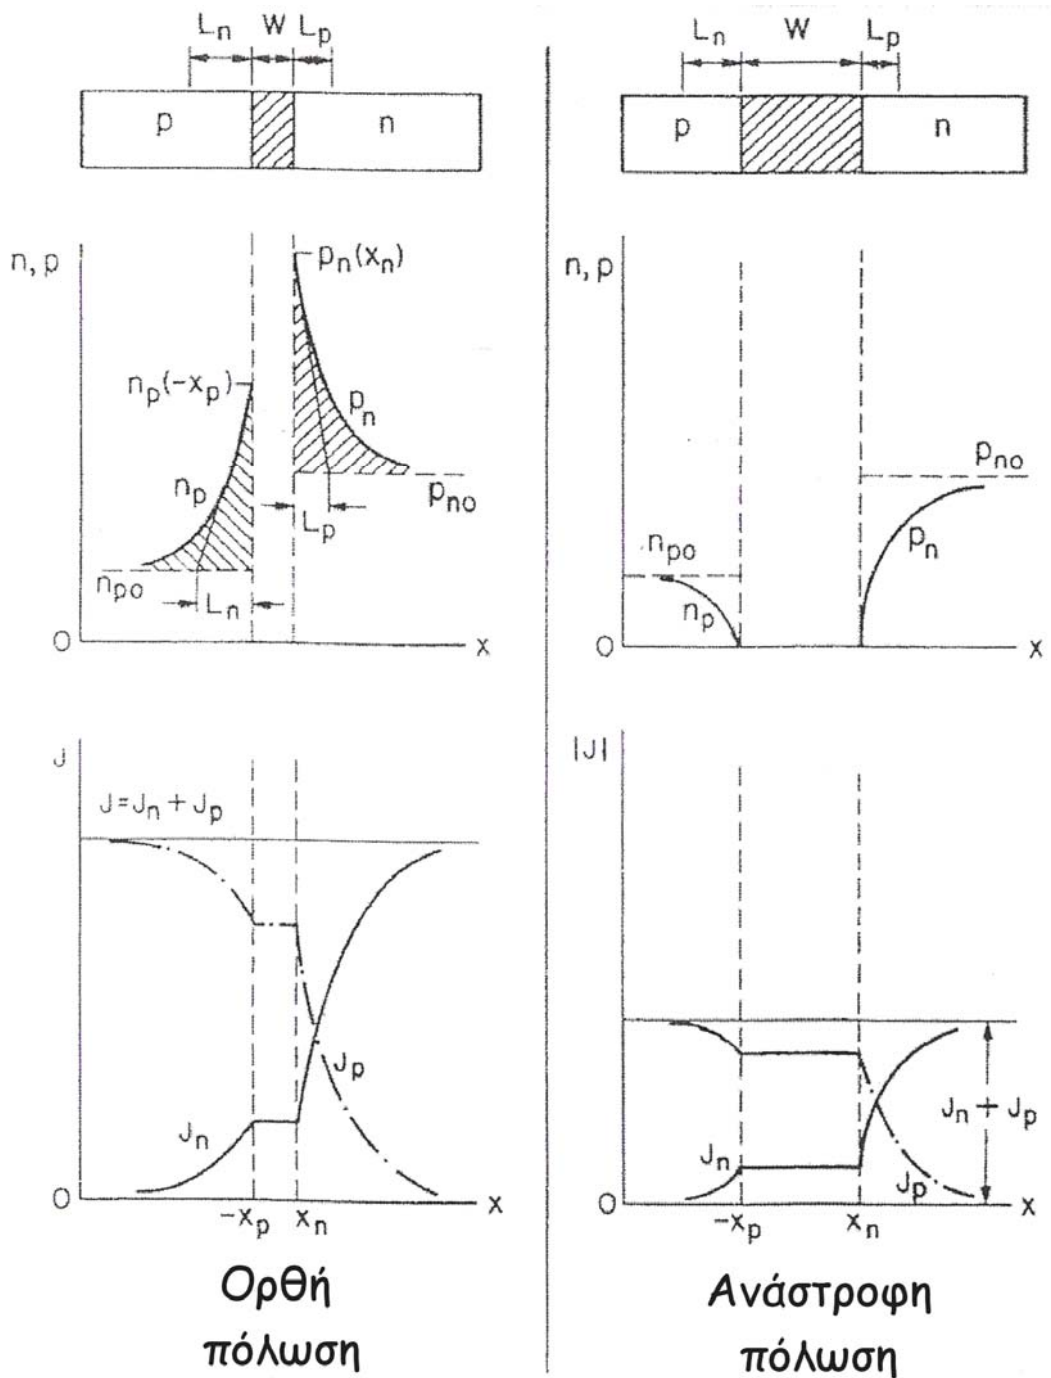 Lₙ W Lₚ
p n
n, p
pₙ(xₙ)
nₚ(-xₚ)
pₙ
nₚ
pₙₒ
Lₚ
nₚₒ
Lₙ
0 x
J
J=Jₙ+Jₚ
Jₚ
Jₙ
0 x
-xₚ xₙ
Ορθή
πόλωση
Lₙ W Lₚ
p n
n, p
pₙₒ
pₙ
nₚₒ
nₚ
0 x
|J|
Jₙ + Jₚ
Jₙ
Jₚ
0 x
-xₚ xₙ
Ανάστροφη
πόλωση